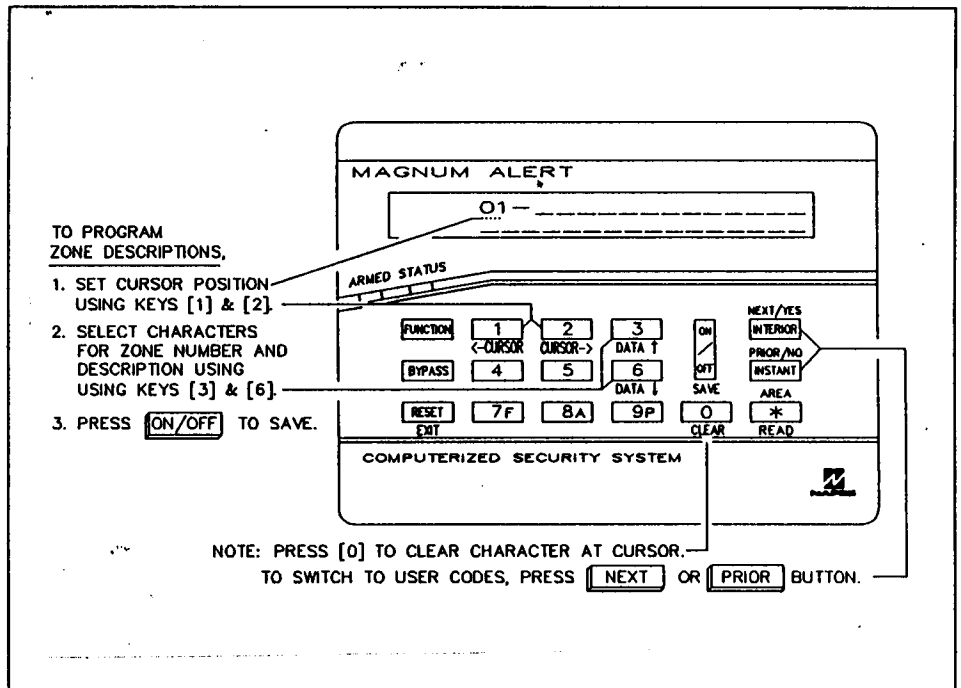 MAGNUM ALERT
01 –
TO PROGRAM
ZONE DESCRIPTIONS,
1. SET CURSOR POSITION
USING KEYS [1] & [2].
2. SELECT CHARACTERS
FOR ZONE NUMBER AND
DESCRIPTION USING
USING KEYS [3] & [6].
3. PRESS ON/OFF TO SAVE.
ARMED STATUS
NEXT/YES
FUNCTION 1 2 3 ON/OFF INTERIOR
<-CURSOR CURSOR-> DATA ↑ PRIOR/NO
BYPASS 4 5 6 INSTANT
DATA ↓ SAVE AREA
RESET 7F 8A 9P 0 *
EXIT CLEAR READ
COMPUTERIZED SECURITY SYSTEM
NOTE: PRESS [0] TO CLEAR CHARACTER AT CURSOR.
TO SWITCH TO USER CODES, PRESS NEXT OR PRIOR BUTTON.